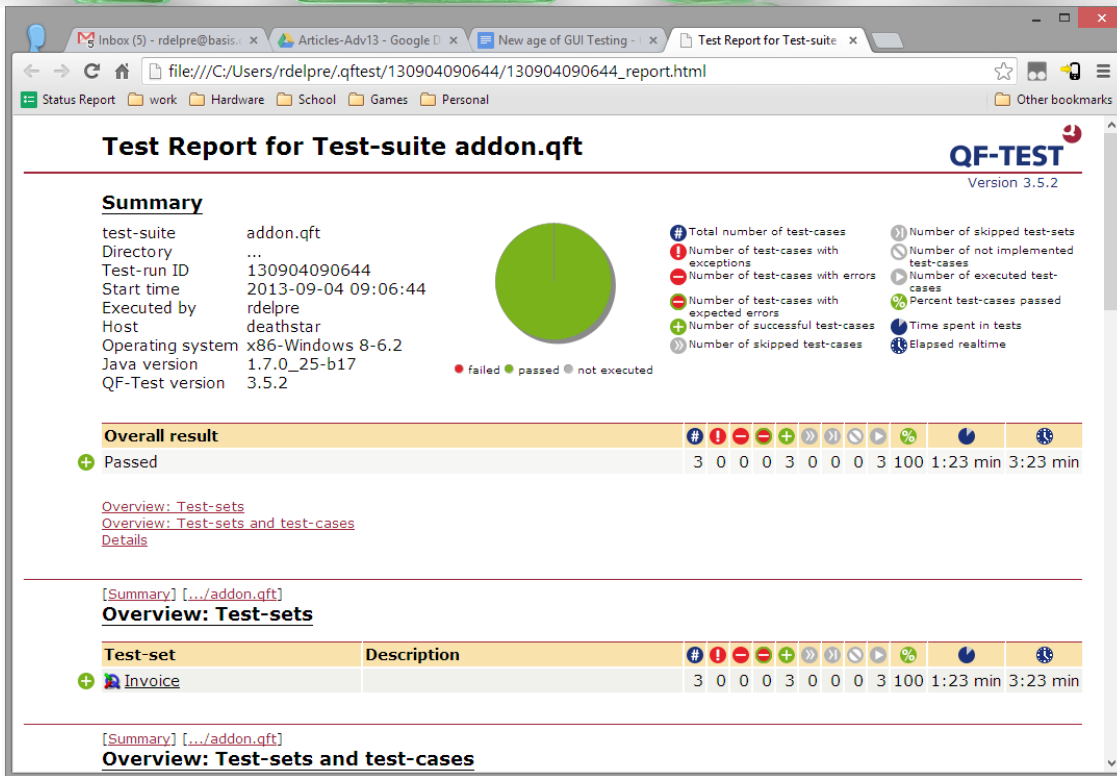 Inbox (5) - rdelpre@basis.
Articles-Adv13 - Google D
New age of GUI Testing -
Test Report for Test-suite
file:///C:/Users/rdelpre/.qftest/130904090644/130904090644_report.html
Status Report work Hardware School Games Personal Other bookmarks
Test Report for Test-suite addon.qft
QF-TEST
Version 3.5.2
Summary
test-suite addon.qft
Directory ...
Test-run ID 130904090644
Start time 2013-09-04 09:06:44
Executed by rdelpre
Host deathstar
Operating system x86-Windows 8-6.2
Java version 1.7.0_25-b17
QF-Test version 3.5.2
failed passed not executed
# Total number of test-cases
! Number of test-cases with
exceptions
Number of test-cases with errors
Number of test-cases with
expected errors
Number of successful test-cases
Number of skipped test-cases
Number of skipped test-sets
Number of not implemented
test-cases
Number of executed test-
cases
% Percent test-cases passed
Time spent in tests
Elapsed realtime
Overall result # ! %
Passed 3 0 0 0 3 0 0 0 3 100 1:23 min 3:23 min
Overview: Test-sets
Overview: Test-sets and test-cases
Details
[Summary] [.../addon.qft]
Overview: Test-sets
Test-set Description # ! %
Invoice 3 0 0 0 3 0 0 0 3 100 1:23 min 3:23 min
[Summary] [.../addon.qft]
Overview: Test-sets and test-cases